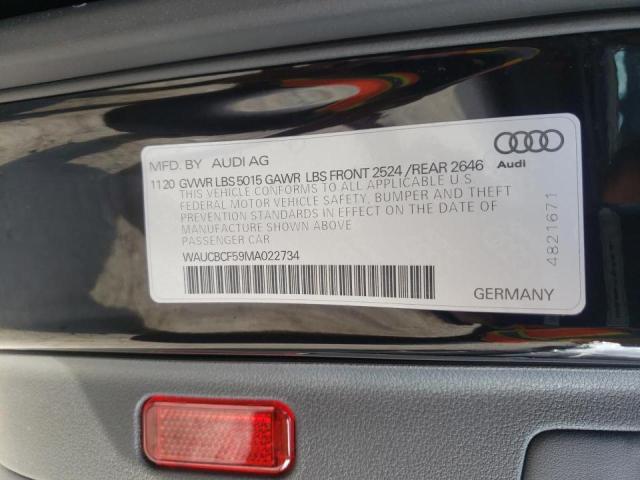 MFD. BY AUDI AG
1120 GVWR LBS 5015 GAWR LBS FRONT 2524 /REAR 2646
THIS VEHICLE CONFORMS TO ALL APPLICABLE U S
FEDERAL MOTOR VEHICLE SAFETY, BUMPER AND THEFT
PREVENTION STANDARDS IN EFFECT ON THE DATE OF
MANUFACTURE SHOWN ABOVE
PASSENGER CAR
WAUCBCF59MA022734
Audi
4821671
GERMANY